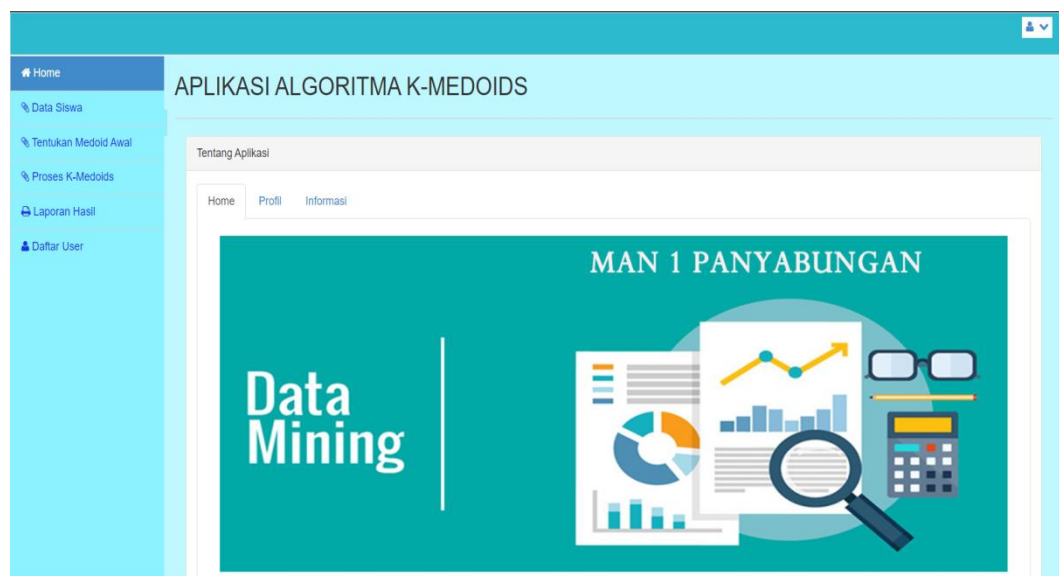 Home
Data Siswa
Tentukan Medoid Awal
Proses K-Medoids
Laporan Hasil
Daftar User
APLIKASI ALGORITMA K-MEDOIDS
Tentang Aplikasi
Home Profil Informasi
MAN 1 PANYABUNGAN
Data
Mining